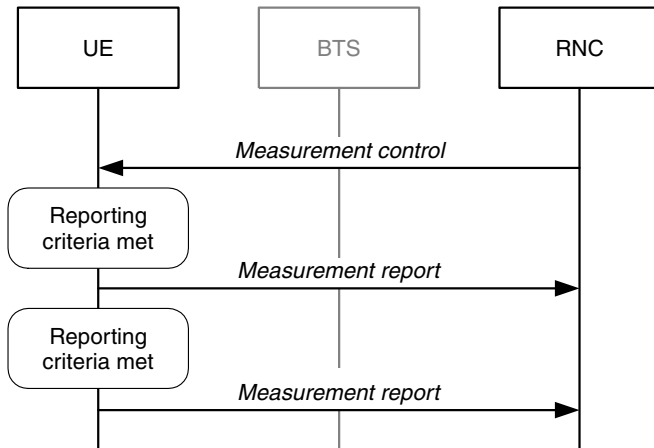 UE
BTS
RNC
Measurement control
Reporting
criteria met
Measurement report
Reporting
criteria met
Measurement report